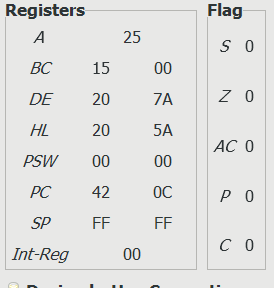 Registers Flag
A 25
S 0
BC 15 00
DE 20 7A
Z 0
HL 20 5A
AC 0
PSW 00 00
PC 42 0C
P 0
SP FF FF
C 0
Int-Reg 00